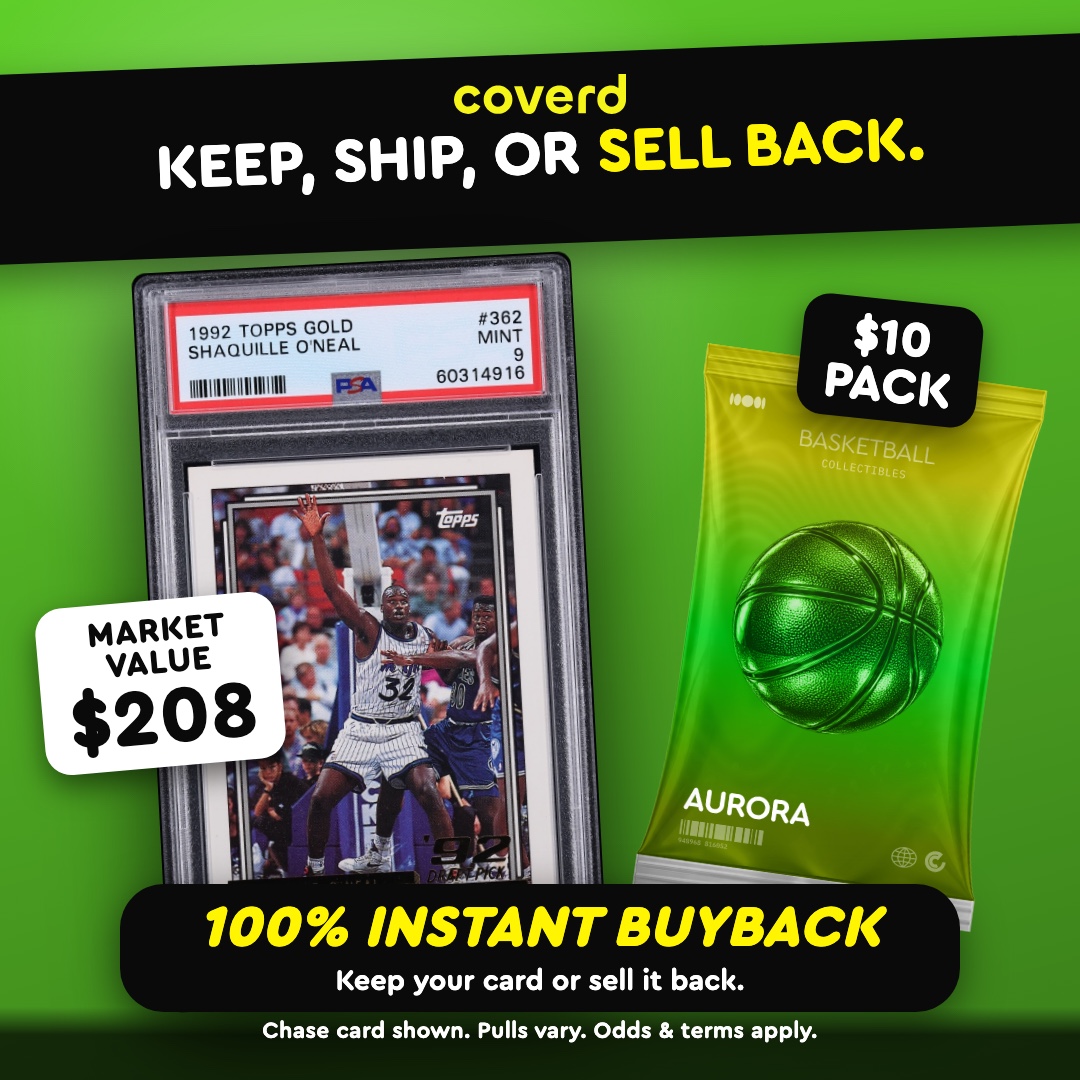 coverd
KEEP, SHIP, OR SELL BACK.
1992 TOPPS GOLD
SHAQUILLE O'NEAL
#362
MINT
9
60314916
PSA
$10
PACK
BASKETBALL
COLLECTIBLES
topps
32
MARKET
VALUE
$208
'92
DRAFT PICK
AURORA
100% INSTANT BUYBACK
Keep your card or sell it back.
Chase card shown. Pulls vary. Odds & terms apply.